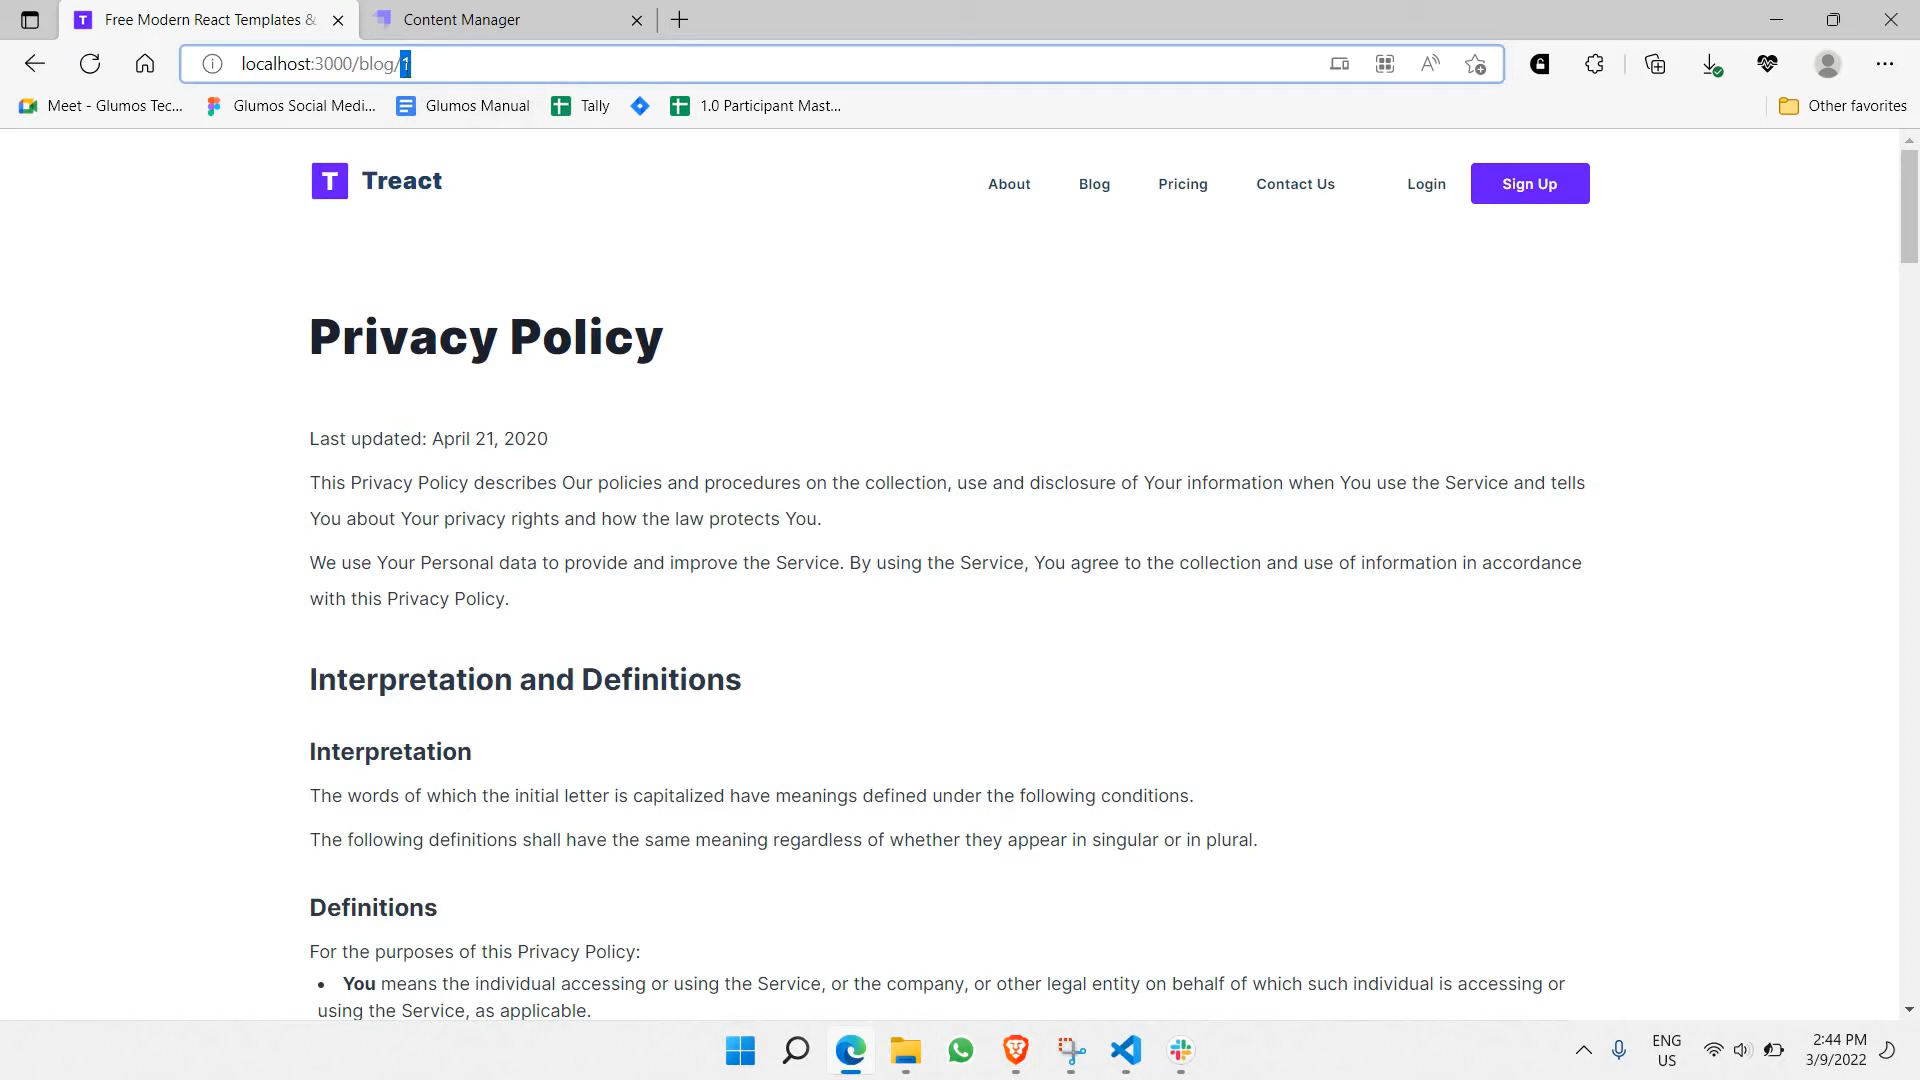 Free Modern React Templates &
Content Manager
localhost:3000/blog/1
Meet - Glumos Tec...
Glumos Social Medi...
Glumos Manual
Tally
1.0 Participant Mast...
Other favorites
T Treact
About
Blog
Pricing
Contact Us
Login
Sign Up
Privacy Policy
Last updated: April 21, 2020
This Privacy Policy describes Our policies and procedures on the collection, use and disclosure of Your information when You use the Service and tells
You about Your privacy rights and how the law protects You.
We use Your Personal data to provide and improve the Service. By using the Service, You agree to the collection and use of information in accordance
with this Privacy Policy.
Interpretation and Definitions
Interpretation
The words of which the initial letter is capitalized have meanings defined under the following conditions.
The following definitions shall have the same meaning regardless of whether they appear in singular or in plural.
Definitions
For the purposes of this Privacy Policy:
• You means the individual accessing or using the Service, or the company, or other legal entity on behalf of which such individual is accessing or
using the Service, as applicable.
ENG
US
2:44 PM
3/9/2022